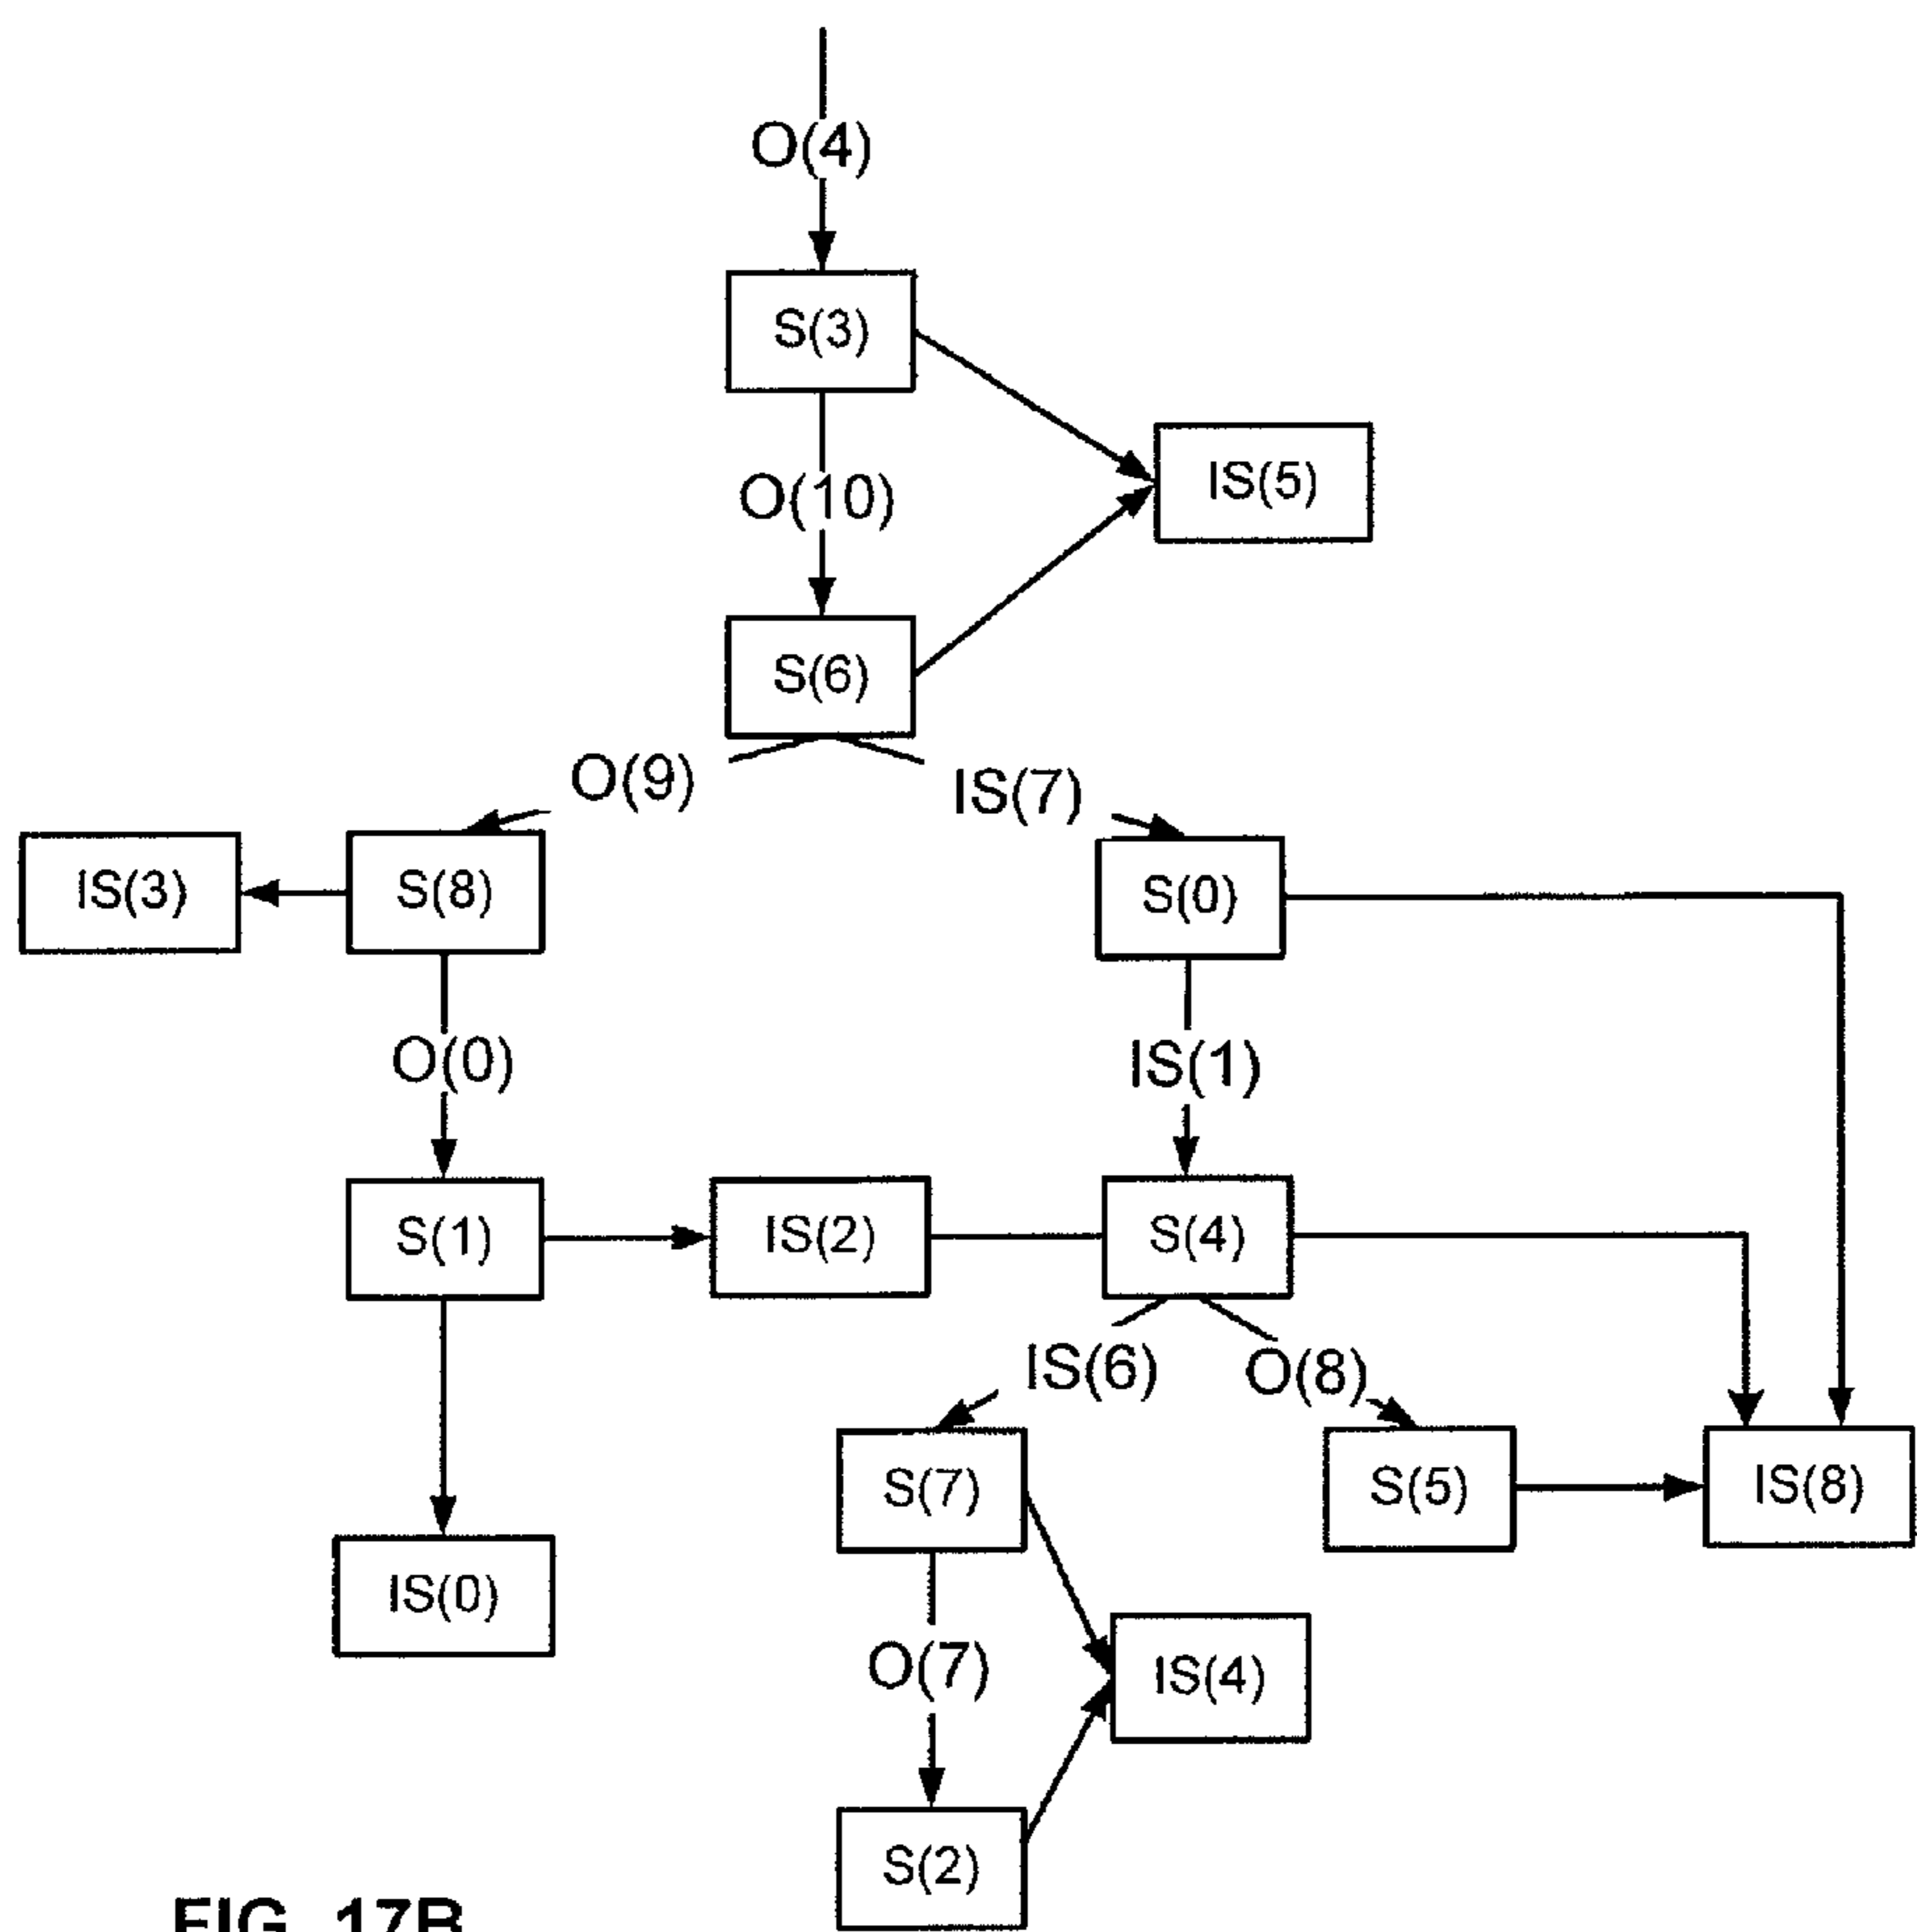 O(4)
S(3)
IS(5)
O(10)
S(6)
O(9)
IS(7)
IS(3)
S(8)
S(0)
O(0)
IS(1)
S(1)
IS(2)
S(4)
IS(6)
O(8)
S(7)
S(5)
IS(8)
IS(0)
O(7)
IS(4)
S(2)
FIG. 17B